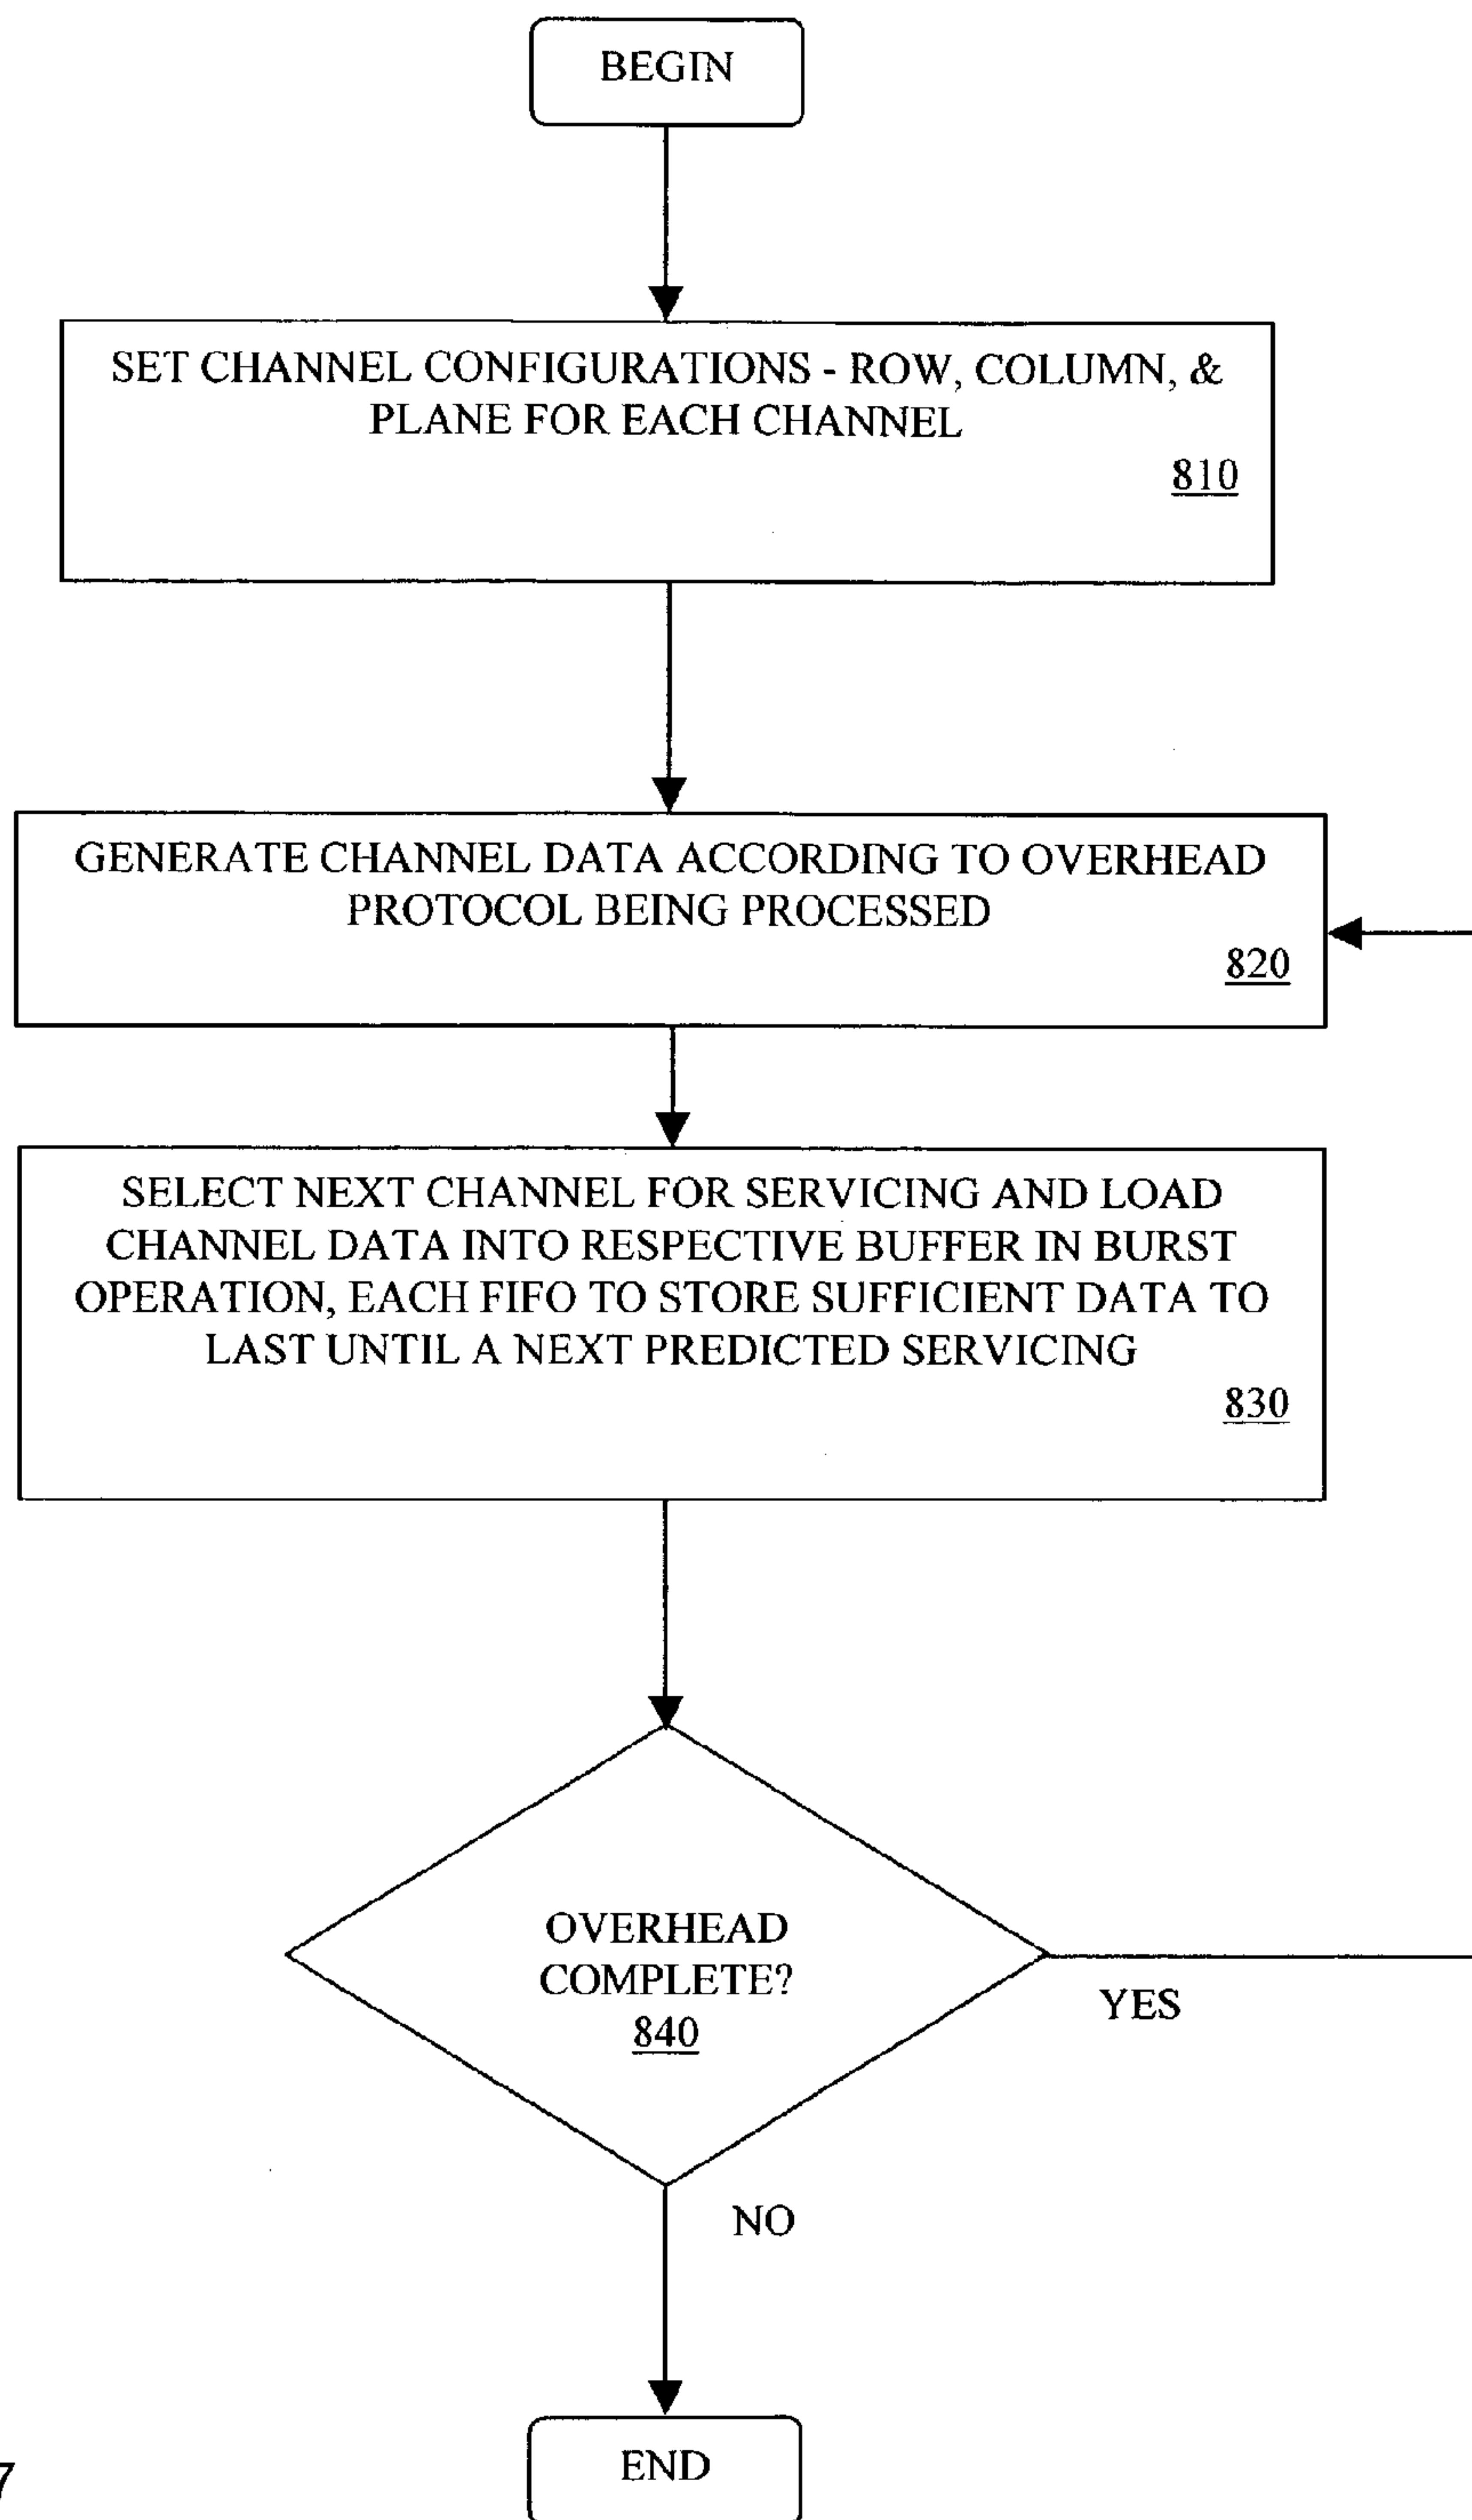 BEGIN
SET CHANNEL CONFIGURATIONS - ROW, COLUMN, &
PLANE FOR EACH CHANNEL
810
GENERATE CHANNEL DATA ACCORDING TO OVERHEAD
PROTOCOL BEING PROCESSED
820
SELECT NEXT CHANNEL FOR SERVICING AND LOAD
CHANNEL DATA INTO RESPECTIVE BUFFER IN BURST
OPERATION, EACH FIFO TO STORE SUFFICIENT DATA TO
LAST UNTIL A NEXT PREDICTED SERVICING
830
OVERHEAD
COMPLETE?
840
YES
NO
END
7